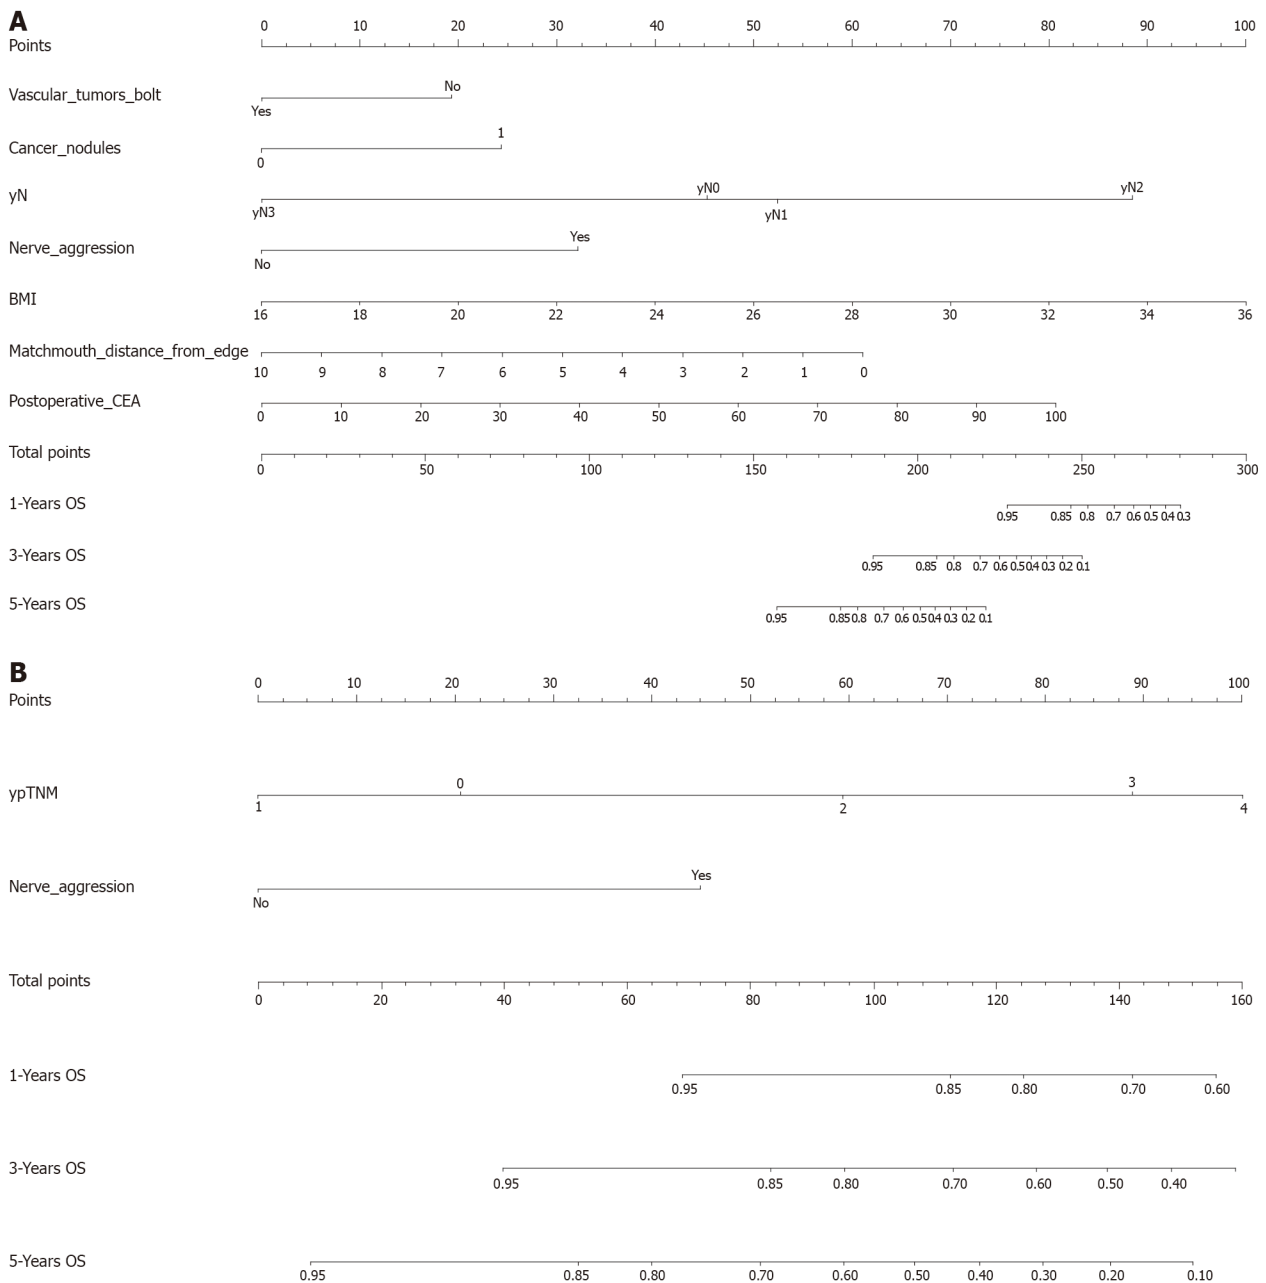 A
0 10 20 30 40 50 60 70 80 90 100
Points
No
Vascular_tumors_bolt
Yes
1
Cancer_nodules
0
yN0 yN2
yN
yN3 yN1
Yes
Nerve_aggression
No
BMI
16 18 20 22 24 26 28 30 32 34 36
Matchmouth_distance_from_edge
10 9 8 7 6 5 4 3 2 1 0
Postoperative_CEA
0 10 20 30 40 50 60 70 80 90 100
Total points
0 50 100 150 200 250 300
1-Years OS
0.95 0.85 0.8 0.7 0.6 0.5 0.4 0.3
3-Years OS
0.95 0.85 0.8 0.7 0.6 0.5 0.4 0.3 0.2 0.1
5-Years OS
0.95 0.85 0.8 0.7 0.6 0.5 0.4 0.3 0.2 0.1
B
0 10 20 30 40 50 60 70 80 90 100
Points
0 3
ypTNM
1 2 4
Yes
Nerve_aggression
No
Total points
0 20 40 60 80 100 120 140 160
1-Years OS
0.95 0.85 0.80 0.70 0.60
3-Years OS
0.95 0.85 0.80 0.70 0.60 0.50 0.40
5-Years OS
0.95 0.85 0.80 0.70 0.60 0.50 0.40 0.30 0.20 0.10